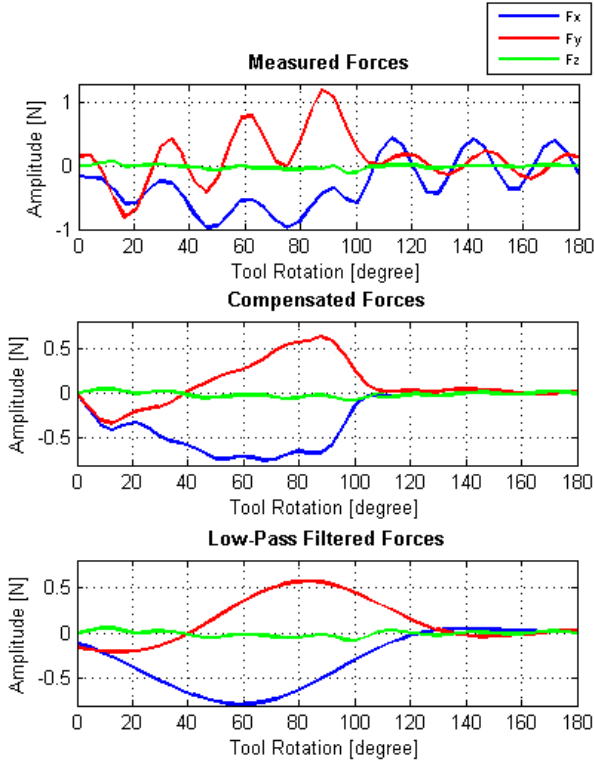 Fx
Fy
Fz
Measured Forces
Amplitude [N]
1
0
-1
0 20 40 60 80 100 120 140 160 180
Tool Rotation [degree]
Compensated Forces
Amplitude [N]
0.5
0
-0.5
0 20 40 60 80 100 120 140 160 180
Tool Rotation [degree]
Low-Pass Filtered Forces
Amplitude [N]
0.5
0
-0.5
0 20 40 60 80 100 120 140 160 180
Tool Rotation [degree]